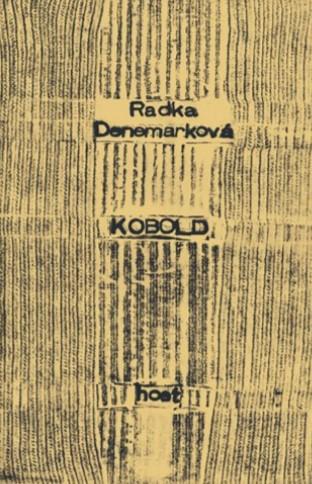 Radka
Denemarková
KOBOLD
host